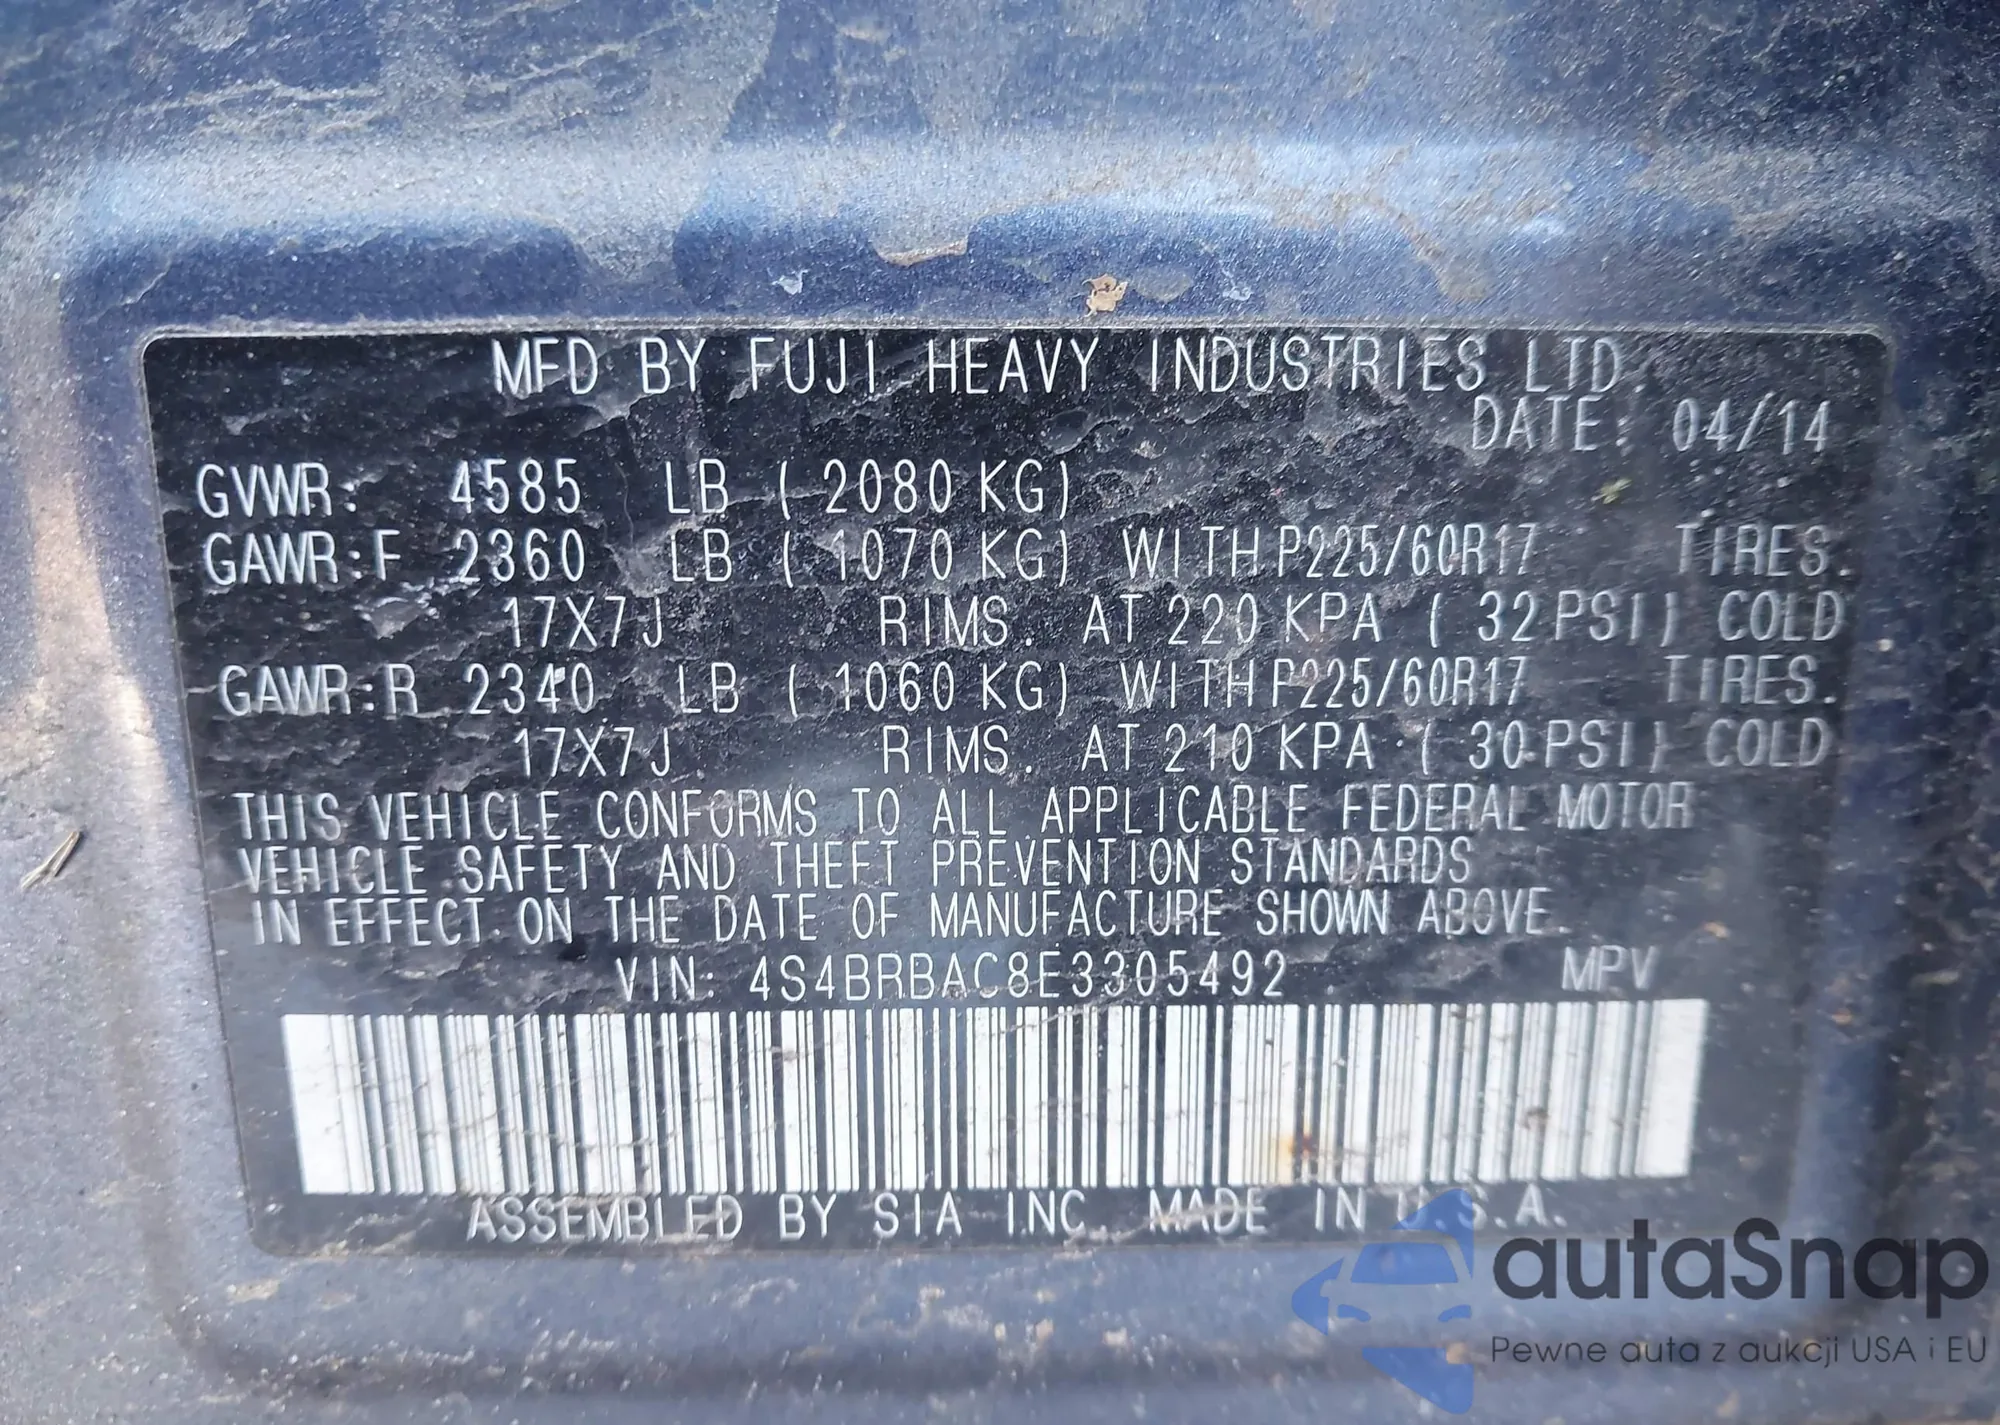 MFD BY FUJI HEAVY INDUSTRIES LTD.
DATE: 04/14
GVWR: 4585 LB ( 2080 KG)
GAWR:F 2360 LB ( 1070 KG) WITH P225/60R17 TIRES.
17X7J RIMS. AT 220 KPA ( 32 PSI) COLD
GAWR:R 2340 LB ( 1060 KG) WITH P225/60R17 TIRES.
17X7J RIMS. AT 210 KPA ( 30 PSI) COLD
THIS VEHICLE CONFORMS TO ALL APPLICABLE FEDERAL MOTOR
VEHICLE SAFETY AND THEFT PREVENTION STANDARDS
IN EFFECT ON THE DATE OF MANUFACTURE SHOWN ABOVE.
VIN: 4S4BRBAC8E3305492 MPV
ASSEMBLED BY SIA INC. MADE IN U.S.A.
autaSnap
Pewne auta z aukcji USA i EU